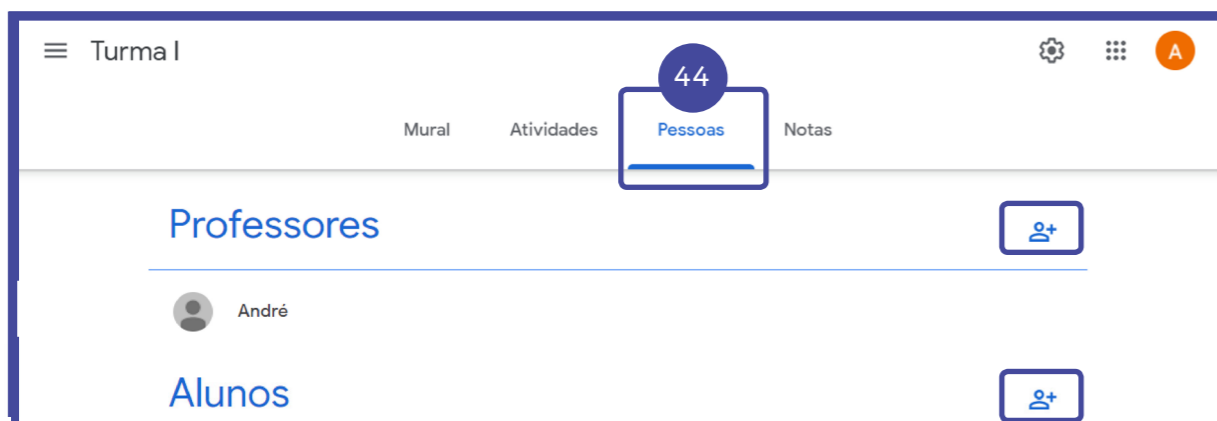 Turma I
A
44
Mural Atividades Pessoas Notas
Professores
André
Alunos